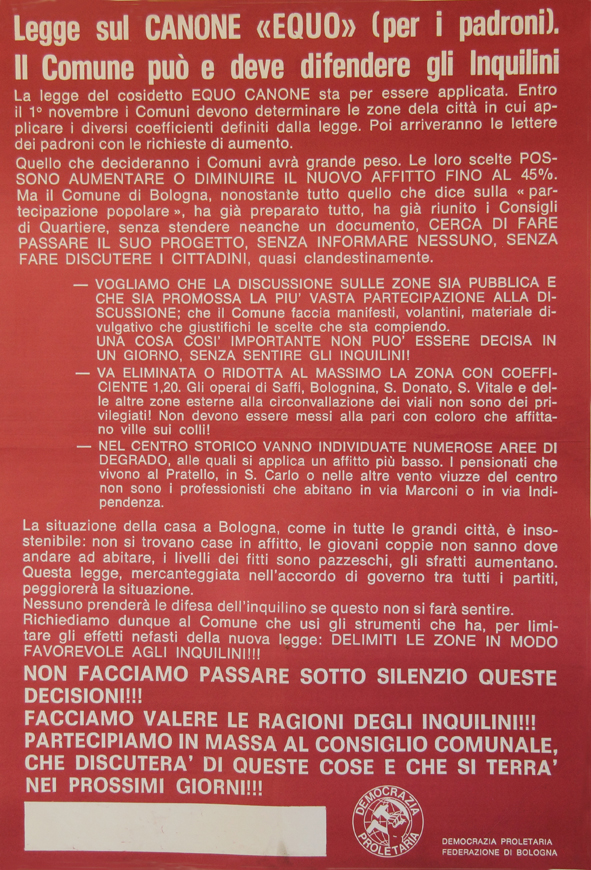 Legge sul CANONE «EQUO» (per i padroni).
Il Comune può e deve difendere gli Inquilini
La legge del cosidetto EQUO CANONE sta per essere applicata. Entro
il 1° novembre i Comuni devono determinare le zone dela città in cui ap-
plicare i diversi coefficienti definiti dalla legge. Poi arriveranno le lettere
dei padroni con le richieste di aumento.
Quello che decideranno i Comuni avrà grande peso. Le loro scelte POS-
SONO AUMENTARE O DIMINUIRE IL NUOVO AFFITTO FINO AL 45%.
Ma il Comune di Bologna, nonostante tutto quello che dice sulla «par-
tecipazione popolare», ha già preparato tutto, ha già riunito i Consigli
di Quartiere, senza stendere neanche un documento, CERCA DI FARE
PASSARE IL SUO PROGETTO, SENZA INFORMARE NESSUNO, SENZA
FARE DISCUTERE I CITTADINI, quasi clandestinamente.
— VOGLIAMO CHE LA DISCUSSIONE SULLE ZONE SIA PUBBLICA E
CHE SIA PROMOSSA LA PIU' VASTA PARTECIPAZIONE ALLA DI-
SCUSSIONE; che il Comune faccia manifesti, volantini, materiale di-
vulgativo che giustifichi le scelte che sta compiendo.
UNA COSA COSI' IMPORTANTE NON PUO' ESSERE DECISA IN
UN GIORNO, SENZA SENTIRE GLI INQUILINI!
— VA ELIMINATA O RIDOTTA AL MASSIMO LA ZONA CON COEFFI-
CIENTE 1,20. Gli operai di Saffi, Bolognina, S. Donato, S. Vitale e del-
le altre zone esterne alla circonvallazione dei viali non sono dei pri-
vilegiati! Non devono essere messi alla pari con coloro che affitta-
no ville sui colli!
— NEL CENTRO STORICO VANNO INDIVIDUATE NUMEROSE AREE DI
DEGRADO, alle quali si applica un affitto più basso. I pensionati che
vivono al Pratello, in S. Carlo o nelle altre vento viuzze del centro
non sono i professionisti che abitano in via Marconi o in via Indi-
pendenza.
La situazione della casa a Bologna, come in tutte le grandi città, è inso-
stenibile: non si trovano case in affitto, le giovani coppie non sanno dove
andare ad abitare, i livelli dei fitti sono pazzeschi, gli sfratti aumentano.
Questa legge, mercanteggiata nell'accordo di governo tra tutti i partiti,
peggiorerà la situazione.
Nessuno prenderà le difesa dell'inquilino se questo non si farà sentire.
Richiediamo dunque al Comune che usi gli strumenti che ha, per limi-
tare gli effetti nefasti della nuova legge: DELIMITI LE ZONE IN MODO
FAVOREVOLE AGLI INQUILINI!!!
NON FACCIAMO PASSARE SOTTO SILENZIO QUESTE
DECISIONI!!!
FACCIAMO VALERE LE RAGIONI DEGLI INQUILINI!!!
PARTECIPIAMO IN MASSA AL CONSIGLIO COMUNALE,
CHE DISCUTERA' DI QUESTE COSE E CHE SI TERRA'
NEI PROSSIMI GIORNI!!!
DEMOCRAZIA
PROLETARIA
DEMOCRAZIA PROLETARIA
FEDERAZIONE DI BOLOGNA